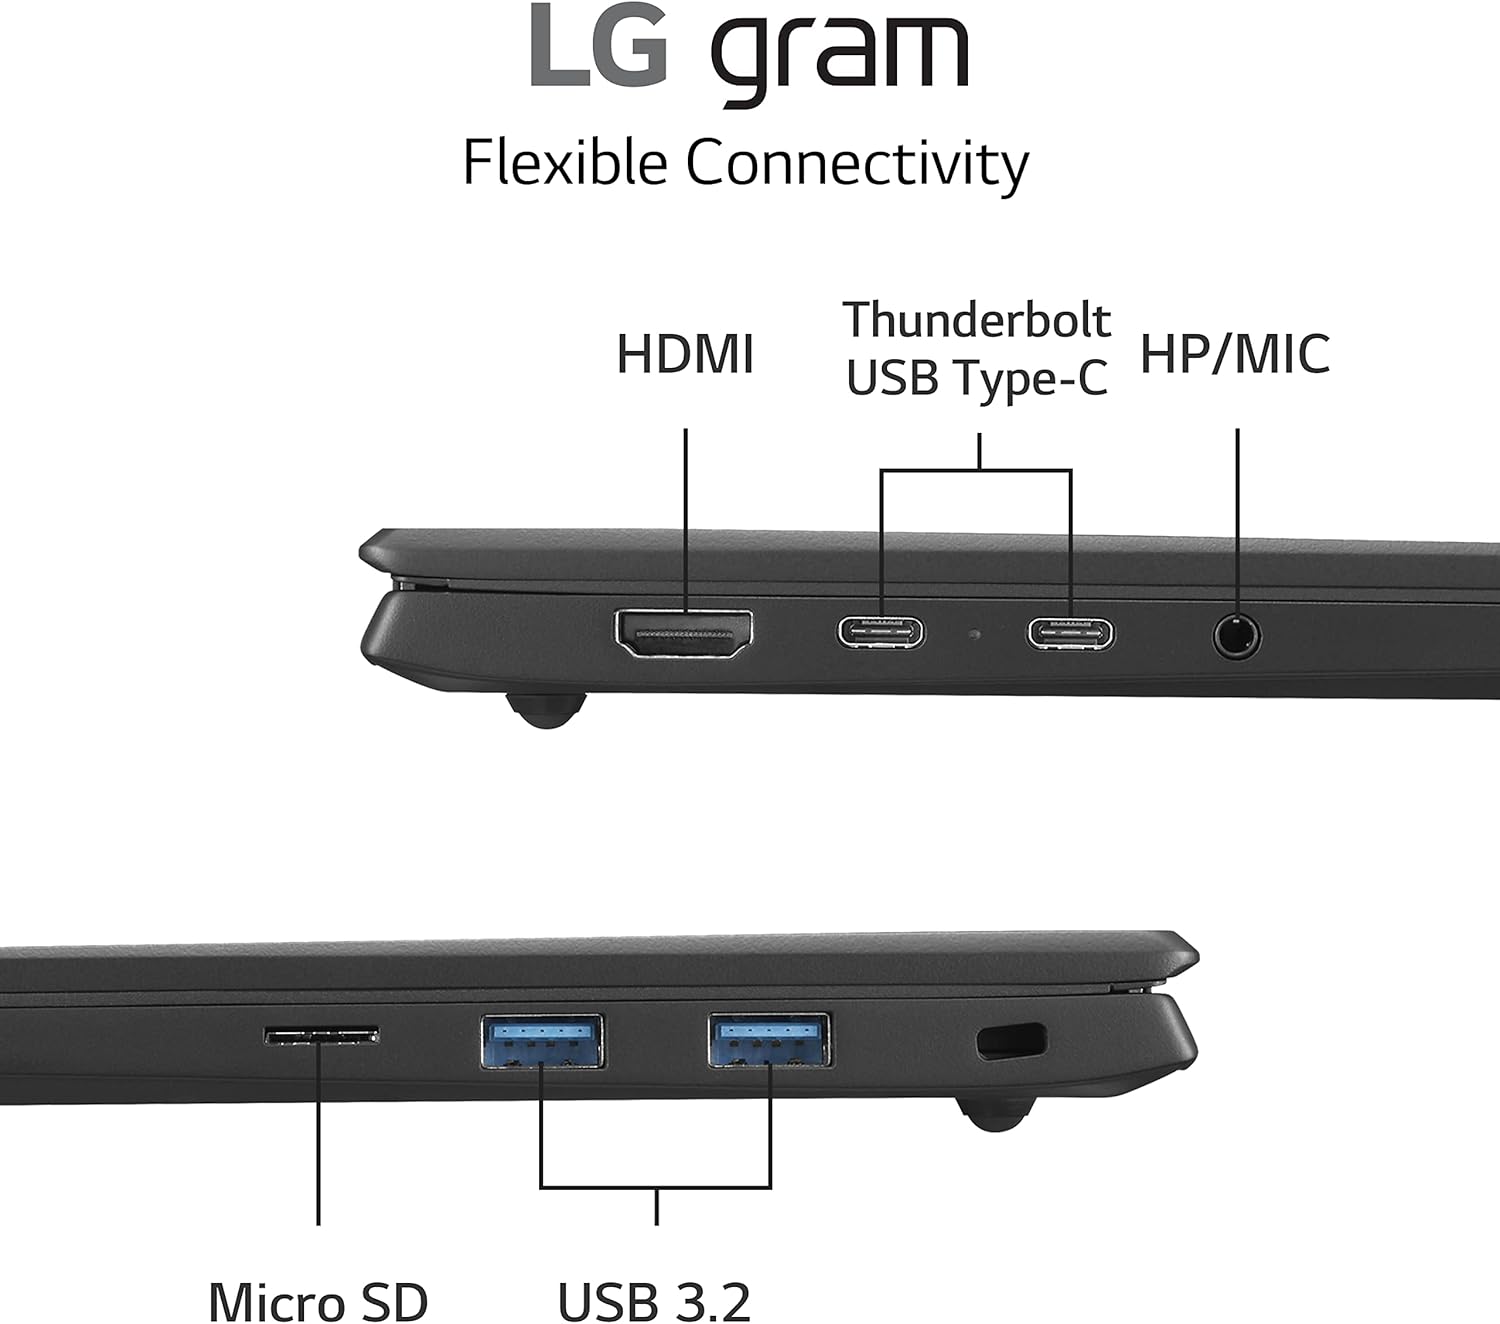 LG gram
Flexible Connectivity
HDMI
Thunderbolt
USB Type-C
HP/MIC
Micro SD
USB 3.2